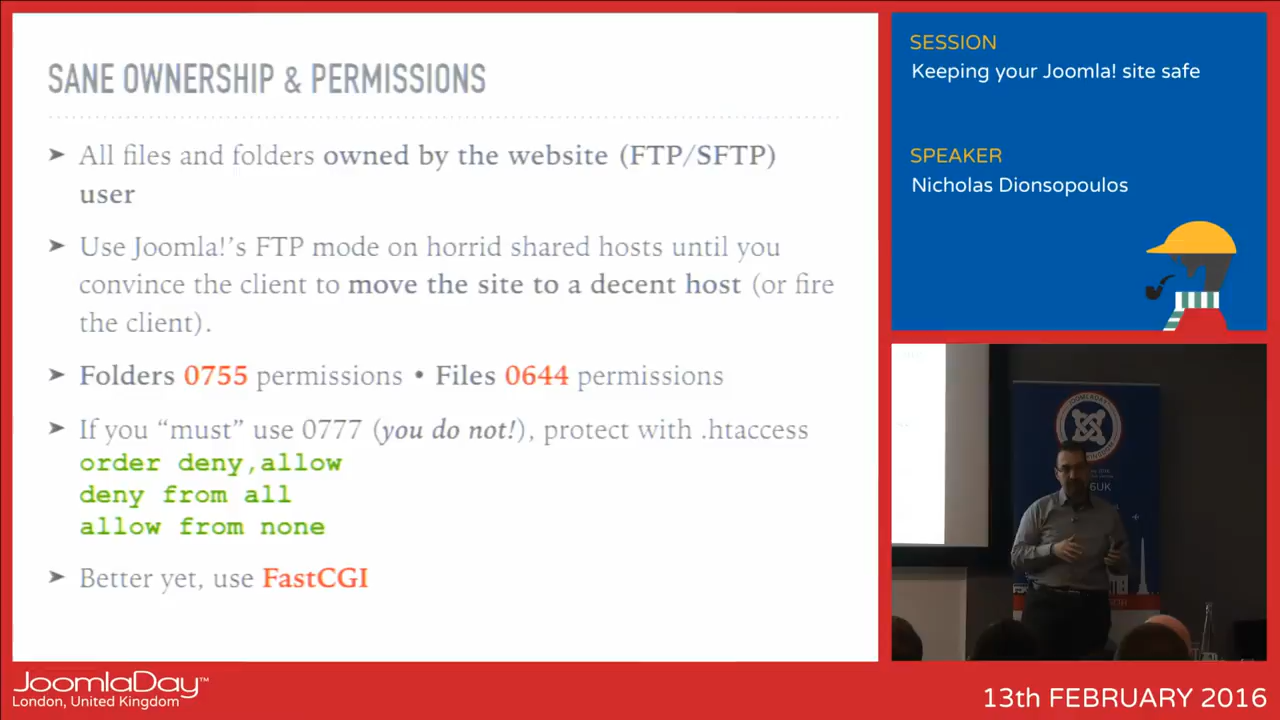 SANE OWNERSHIP & PERMISSIONS
➤ All files and folders owned by the website (FTP/SFTP)
user
➤ Use Joomla!'s FTP mode on horrid shared hosts until you
convince the client to move the site to a decent host (or fire
the client).
➤ Folders 0755 permissions • Files 0644 permissions
➤ If you “must” use 0777 (you do not!), protect with .htaccess
order deny,allow
deny from all
allow from none
➤ Better yet, use FastCGI
SESSION
Keeping your Joomla! site safe
SPEAKER
Nicholas Dionsopoulos
6UK
JoomlaDay™
London, United Kingdom
13th FEBRUARY 2016